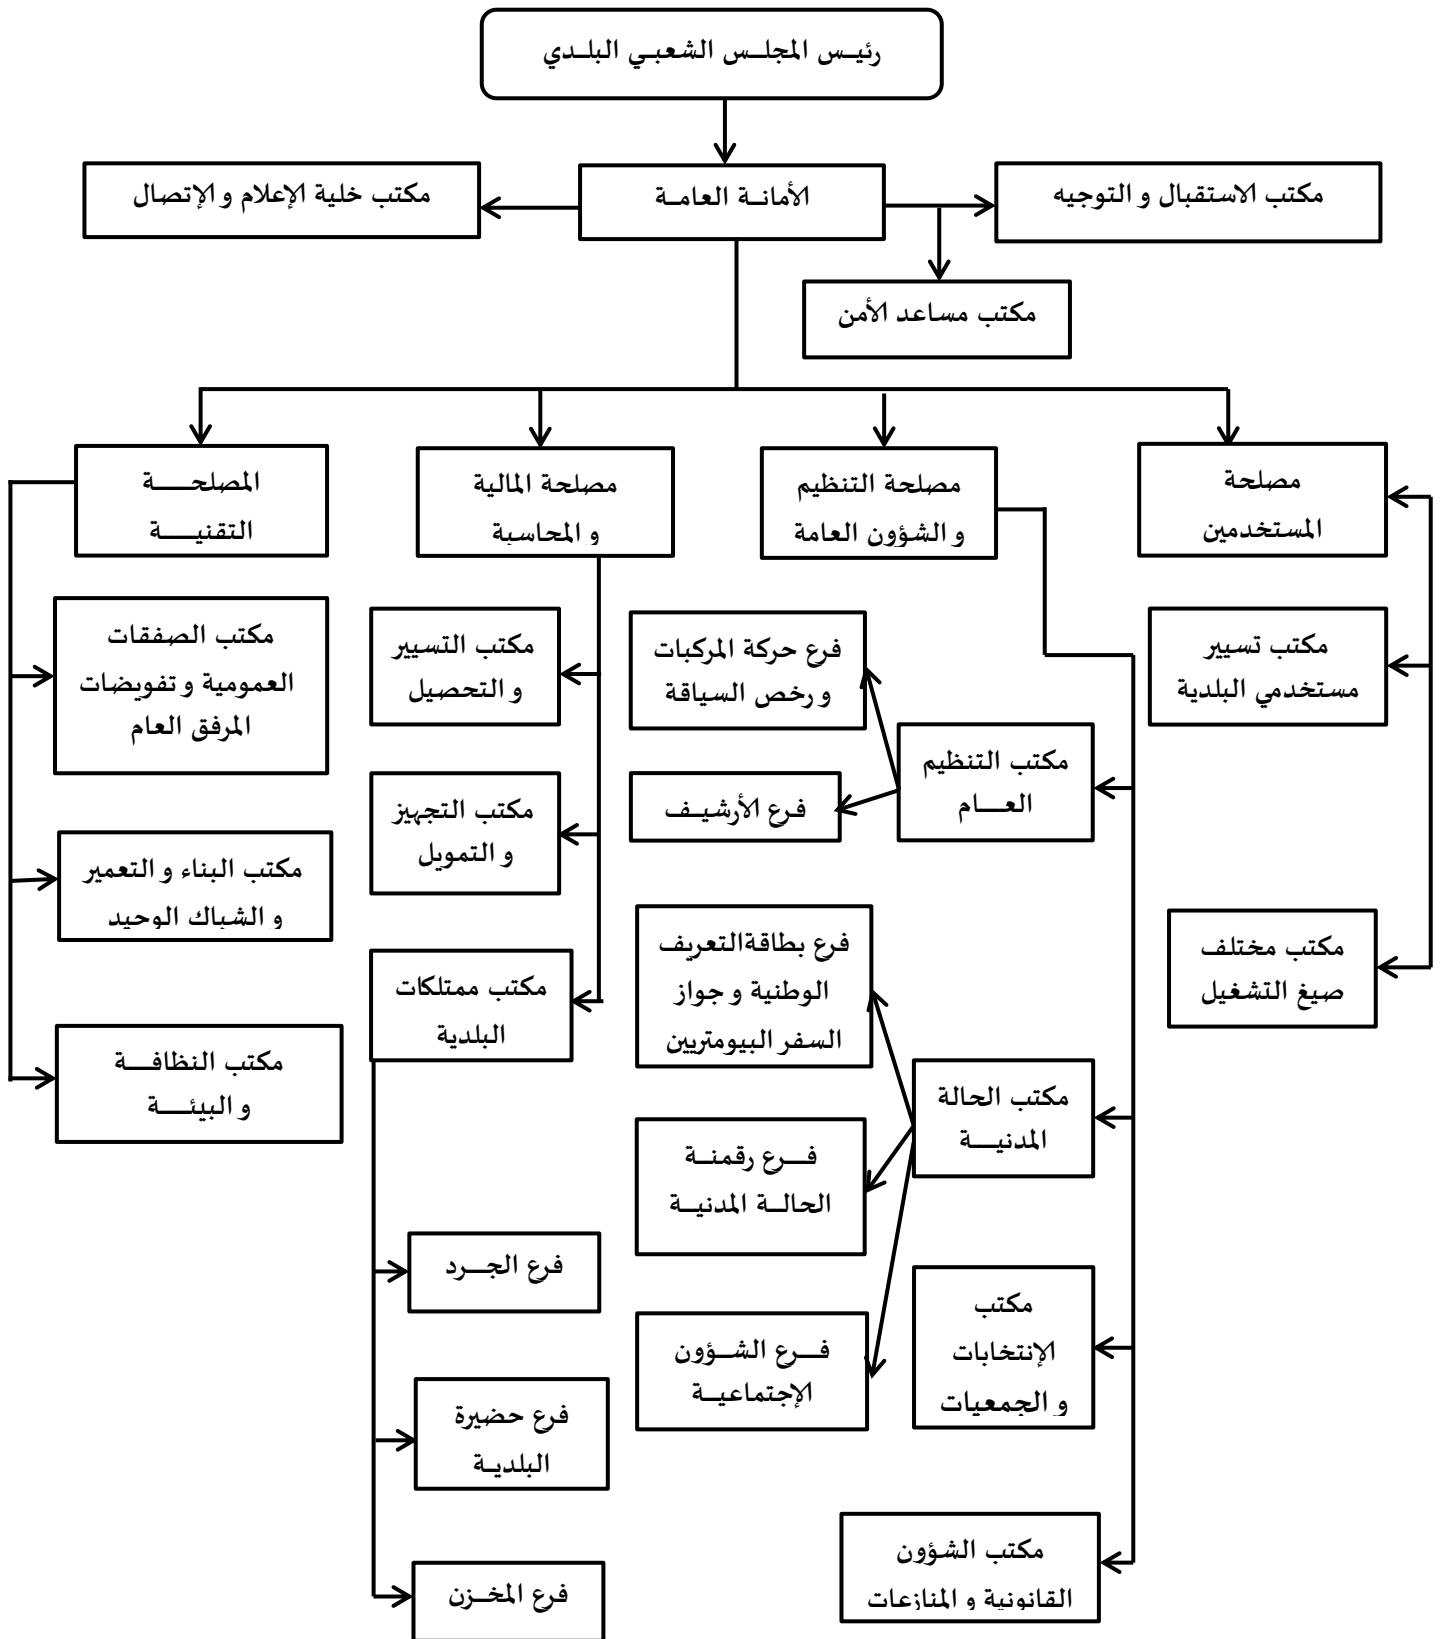 رئيس المجلس الشعبي البلدي
مكتب الاستقبال و التوجيه
الأمانة العامة
مكتب خلية الإعلام و الإتصال
مكتب مساعد الأمن
مصلحة
المستخدمين
مصلحة التنظيم
و الشؤون العامة
مصلحة المالية
و المحاسبة
المصلحة
التقنية
مكتب تسيير
مستخدمي البلدية
مكتب مختلف
صيغ التشغيل
مكتب التنظيم
العام
فرع حركة المركبات
و رخص السياقة
فرع الأرشيف
مكتب الحالة
المدنية
فرع بطاقة التعريف
الوطنية و جواز
السفر البيومتريين
فرع رقمنة
الحالة المدنية
فرع الشؤون
الإجتماعية
مكتب
الإنتخابات
و الجمعيات
مكتب الشؤون
القانونية و المنازعات
مكتب التسيير
و التحصيل
مكتب التجهيز
و التمويل
مكتب ممتلكات
البلدية
فرع الجرد
فرع حضيرة
البلدية
فرع المخزن
مكتب الصفقات
العمومية و تفويضات
المرفق العام
مكتب البناء و التعمير
و الشباك الوحيد
مكتب النظافة
و البيئة